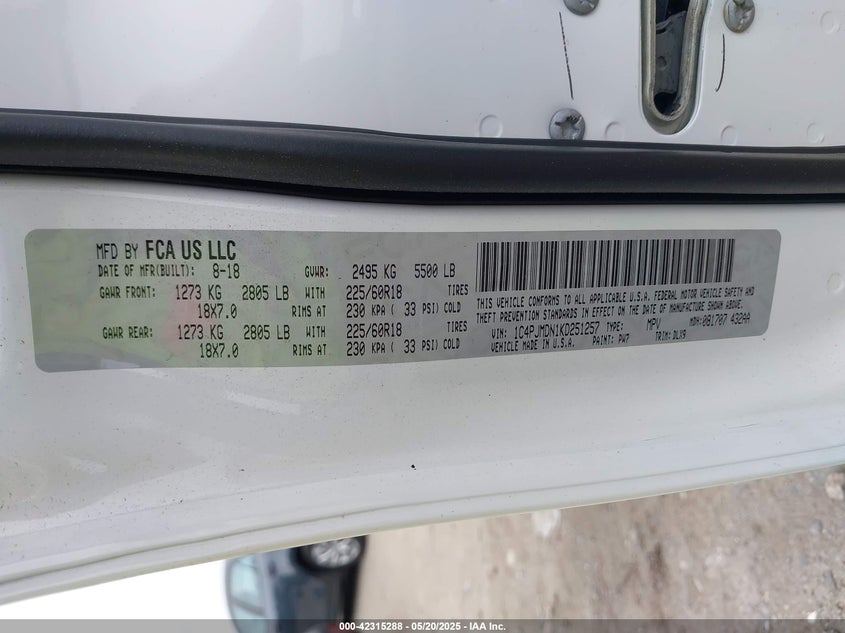 MFD BY FCA US LLC
DATE OF MFR(BUILT): 8-18 GVWR: 2495 KG 5500 LB
GAWR FRONT: 1273 KG 2805 LB WITH 225/60R18 TIRES
18X7.0 RIMS AT 230 KPA ( 33 PSI) COLD
GAWR REAR: 1273 KG 2805 LB WITH 225/60R18 TIRES
18X7.0 RIMS AT 230 KPA ( 33 PSI) COLD
THIS VEHICLE CONFORMS TO ALL APPLICABLE U.S.A. FEDERAL MOTOR VEHICLE SAFETY AND
THEFT PREVENTION STANDARDS IN EFFECT ON THE DATE OF MANUFACTURE SHOWN ABOVE.
VIN: 1C4PJMDN1KD251257 TYPE: MPV MDH: 081707 432AA
VEHICLE MADE IN U.S.A. PAINT: PW7 TRIM: DLX9
000-42315288 - 05/20/2025 - IAA Inc.